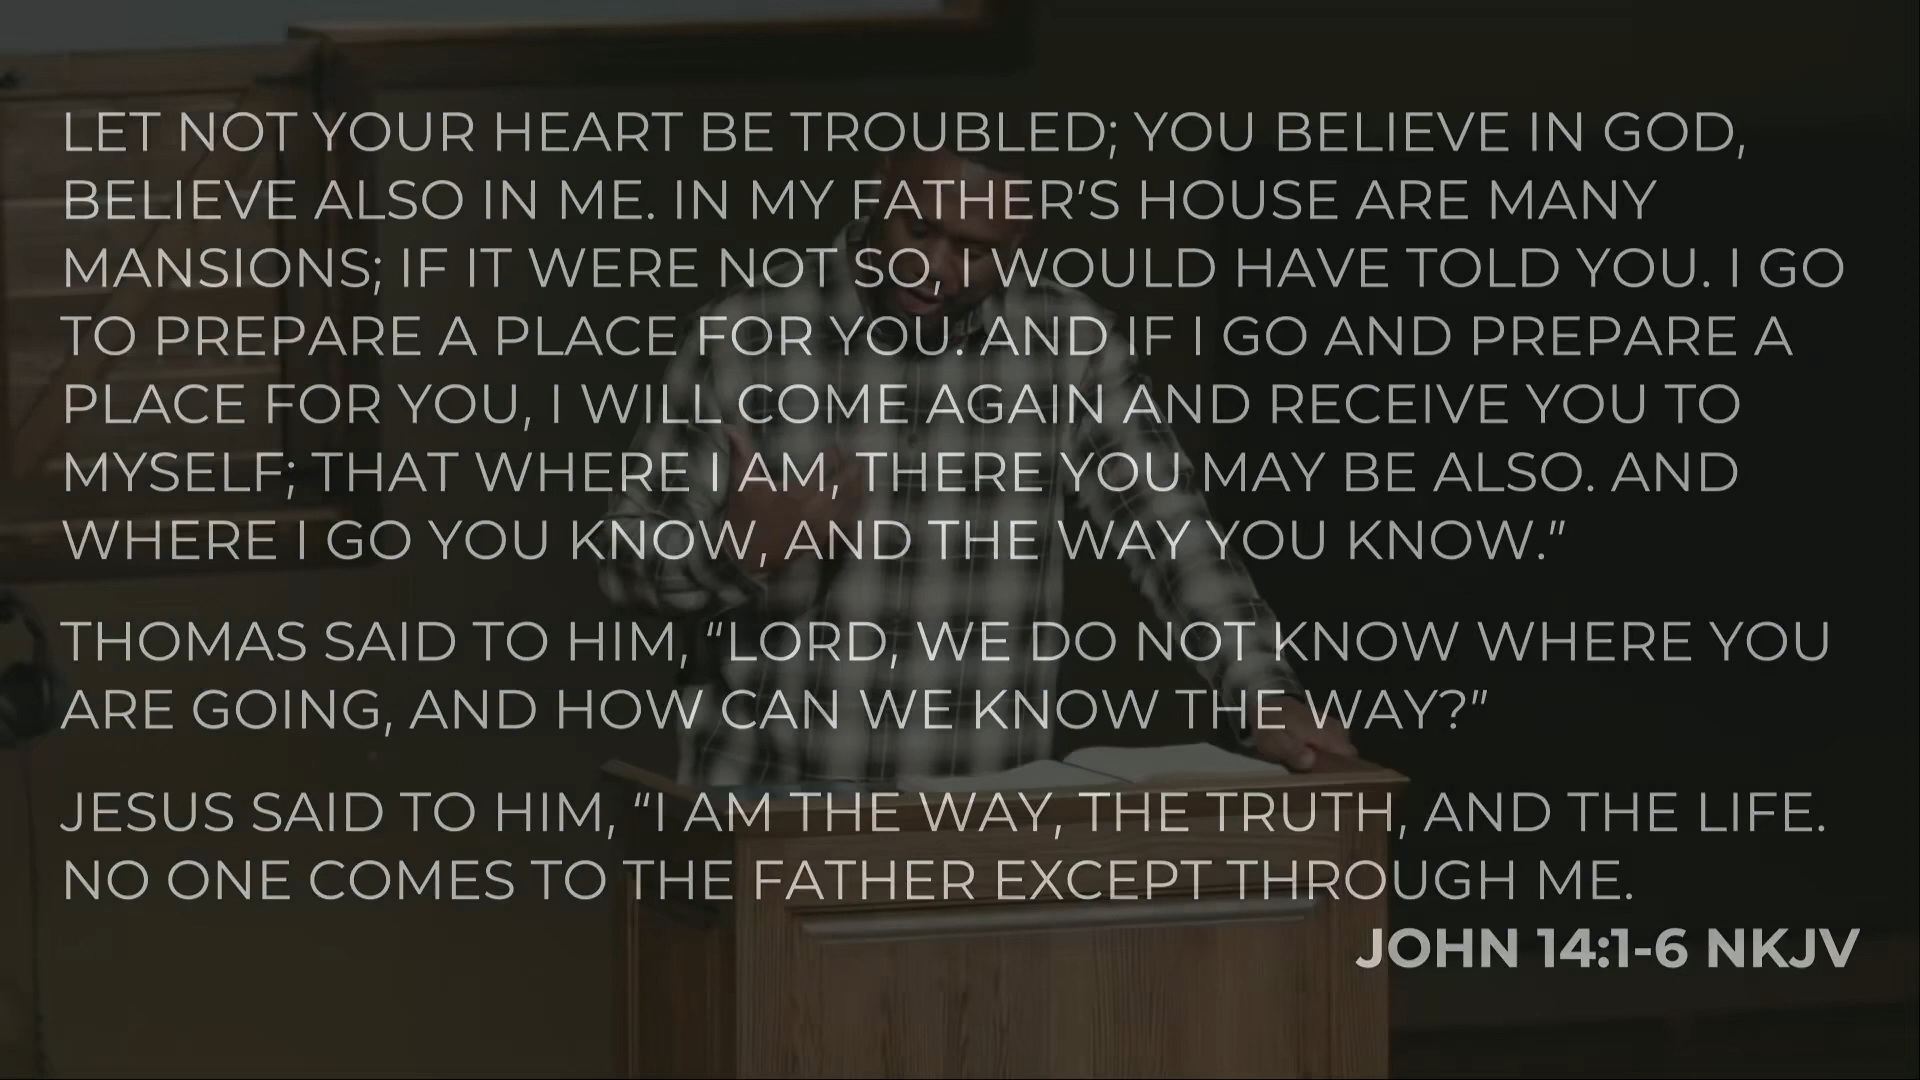 LET NOT YOUR HEART BE TROUBLED; YOU BELIEVE IN GOD,
BELIEVE ALSO IN ME. IN MY FATHER’S HOUSE ARE MANY
MANSIONS; IF IT WERE NOT SO, I WOULD HAVE TOLD YOU. I GO
TO PREPARE A PLACE FOR YOU. AND IF I GO AND PREPARE A
PLACE FOR YOU, I WILL COME AGAIN AND RECEIVE YOU TO
MYSELF; THAT WHERE I AM, THERE YOU MAY BE ALSO. AND
WHERE I GO YOU KNOW, AND THE WAY YOU KNOW.”
THOMAS SAID TO HIM, “LORD, WE DO NOT KNOW WHERE YOU
ARE GOING, AND HOW CAN WE KNOW THE WAY?”
JESUS SAID TO HIM, “I AM THE WAY, THE TRUTH, AND THE LIFE.
NO ONE COMES TO THE FATHER EXCEPT THROUGH ME.
JOHN 14:1-6 NKJV